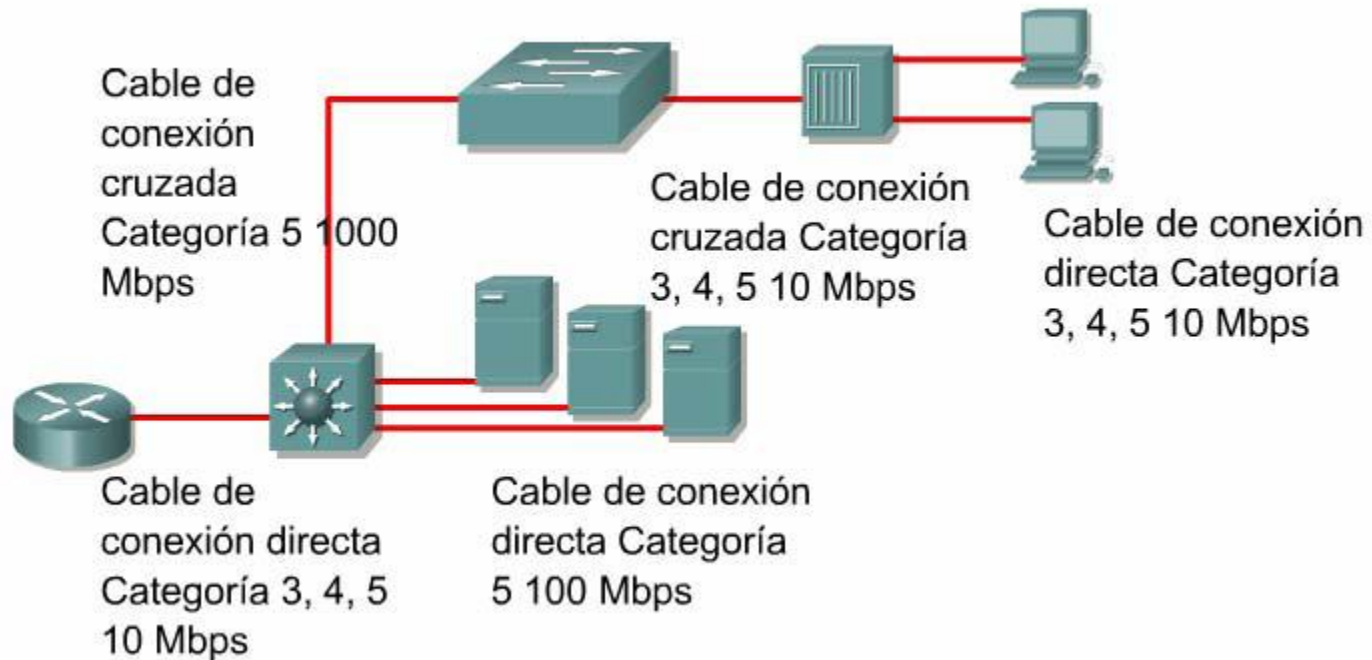 Cable de
conexión
cruzada
Categoría 5 1000
Mbps
Cable de conexión
cruzada Categoría
3, 4, 5 10 Mbps
Cable de conexión
directa Categoría
3, 4, 5 10 Mbps
Cable de
conexión directa
Categoría 3, 4, 5
10 Mbps
Cable de conexión
directa Categoría
5 100 Mbps